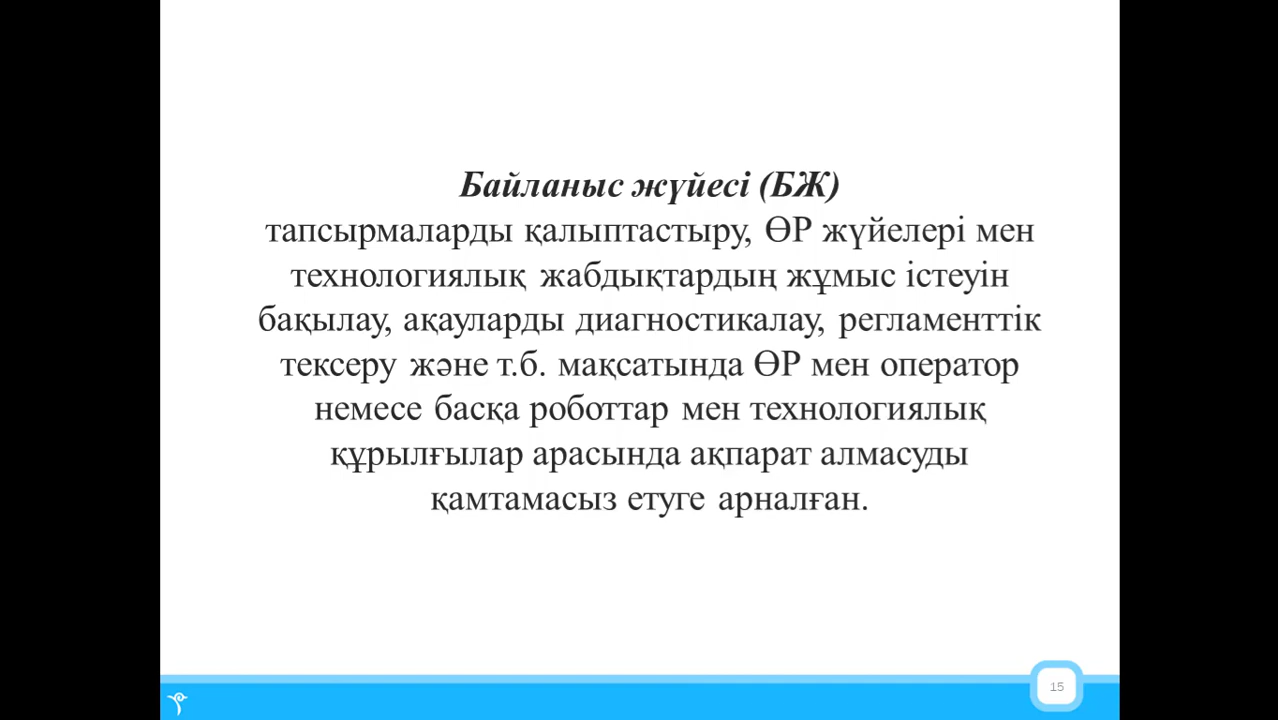 Байланыс жүйесі (БЖ)
тапсырмаларды қалыптастыру, ӨР жүйелері мен
технологиялық жабдықтардың жұмыс істеуін
бақылау, ақауларды диагностикалау, регламенттік
тексеру және т.б. мақсатында ӨР мен оператор
немесе басқа роботтар мен технологиялық
құрылғылар арасында ақпарат алмасуды
қамтамасыз етуге арналған.
15